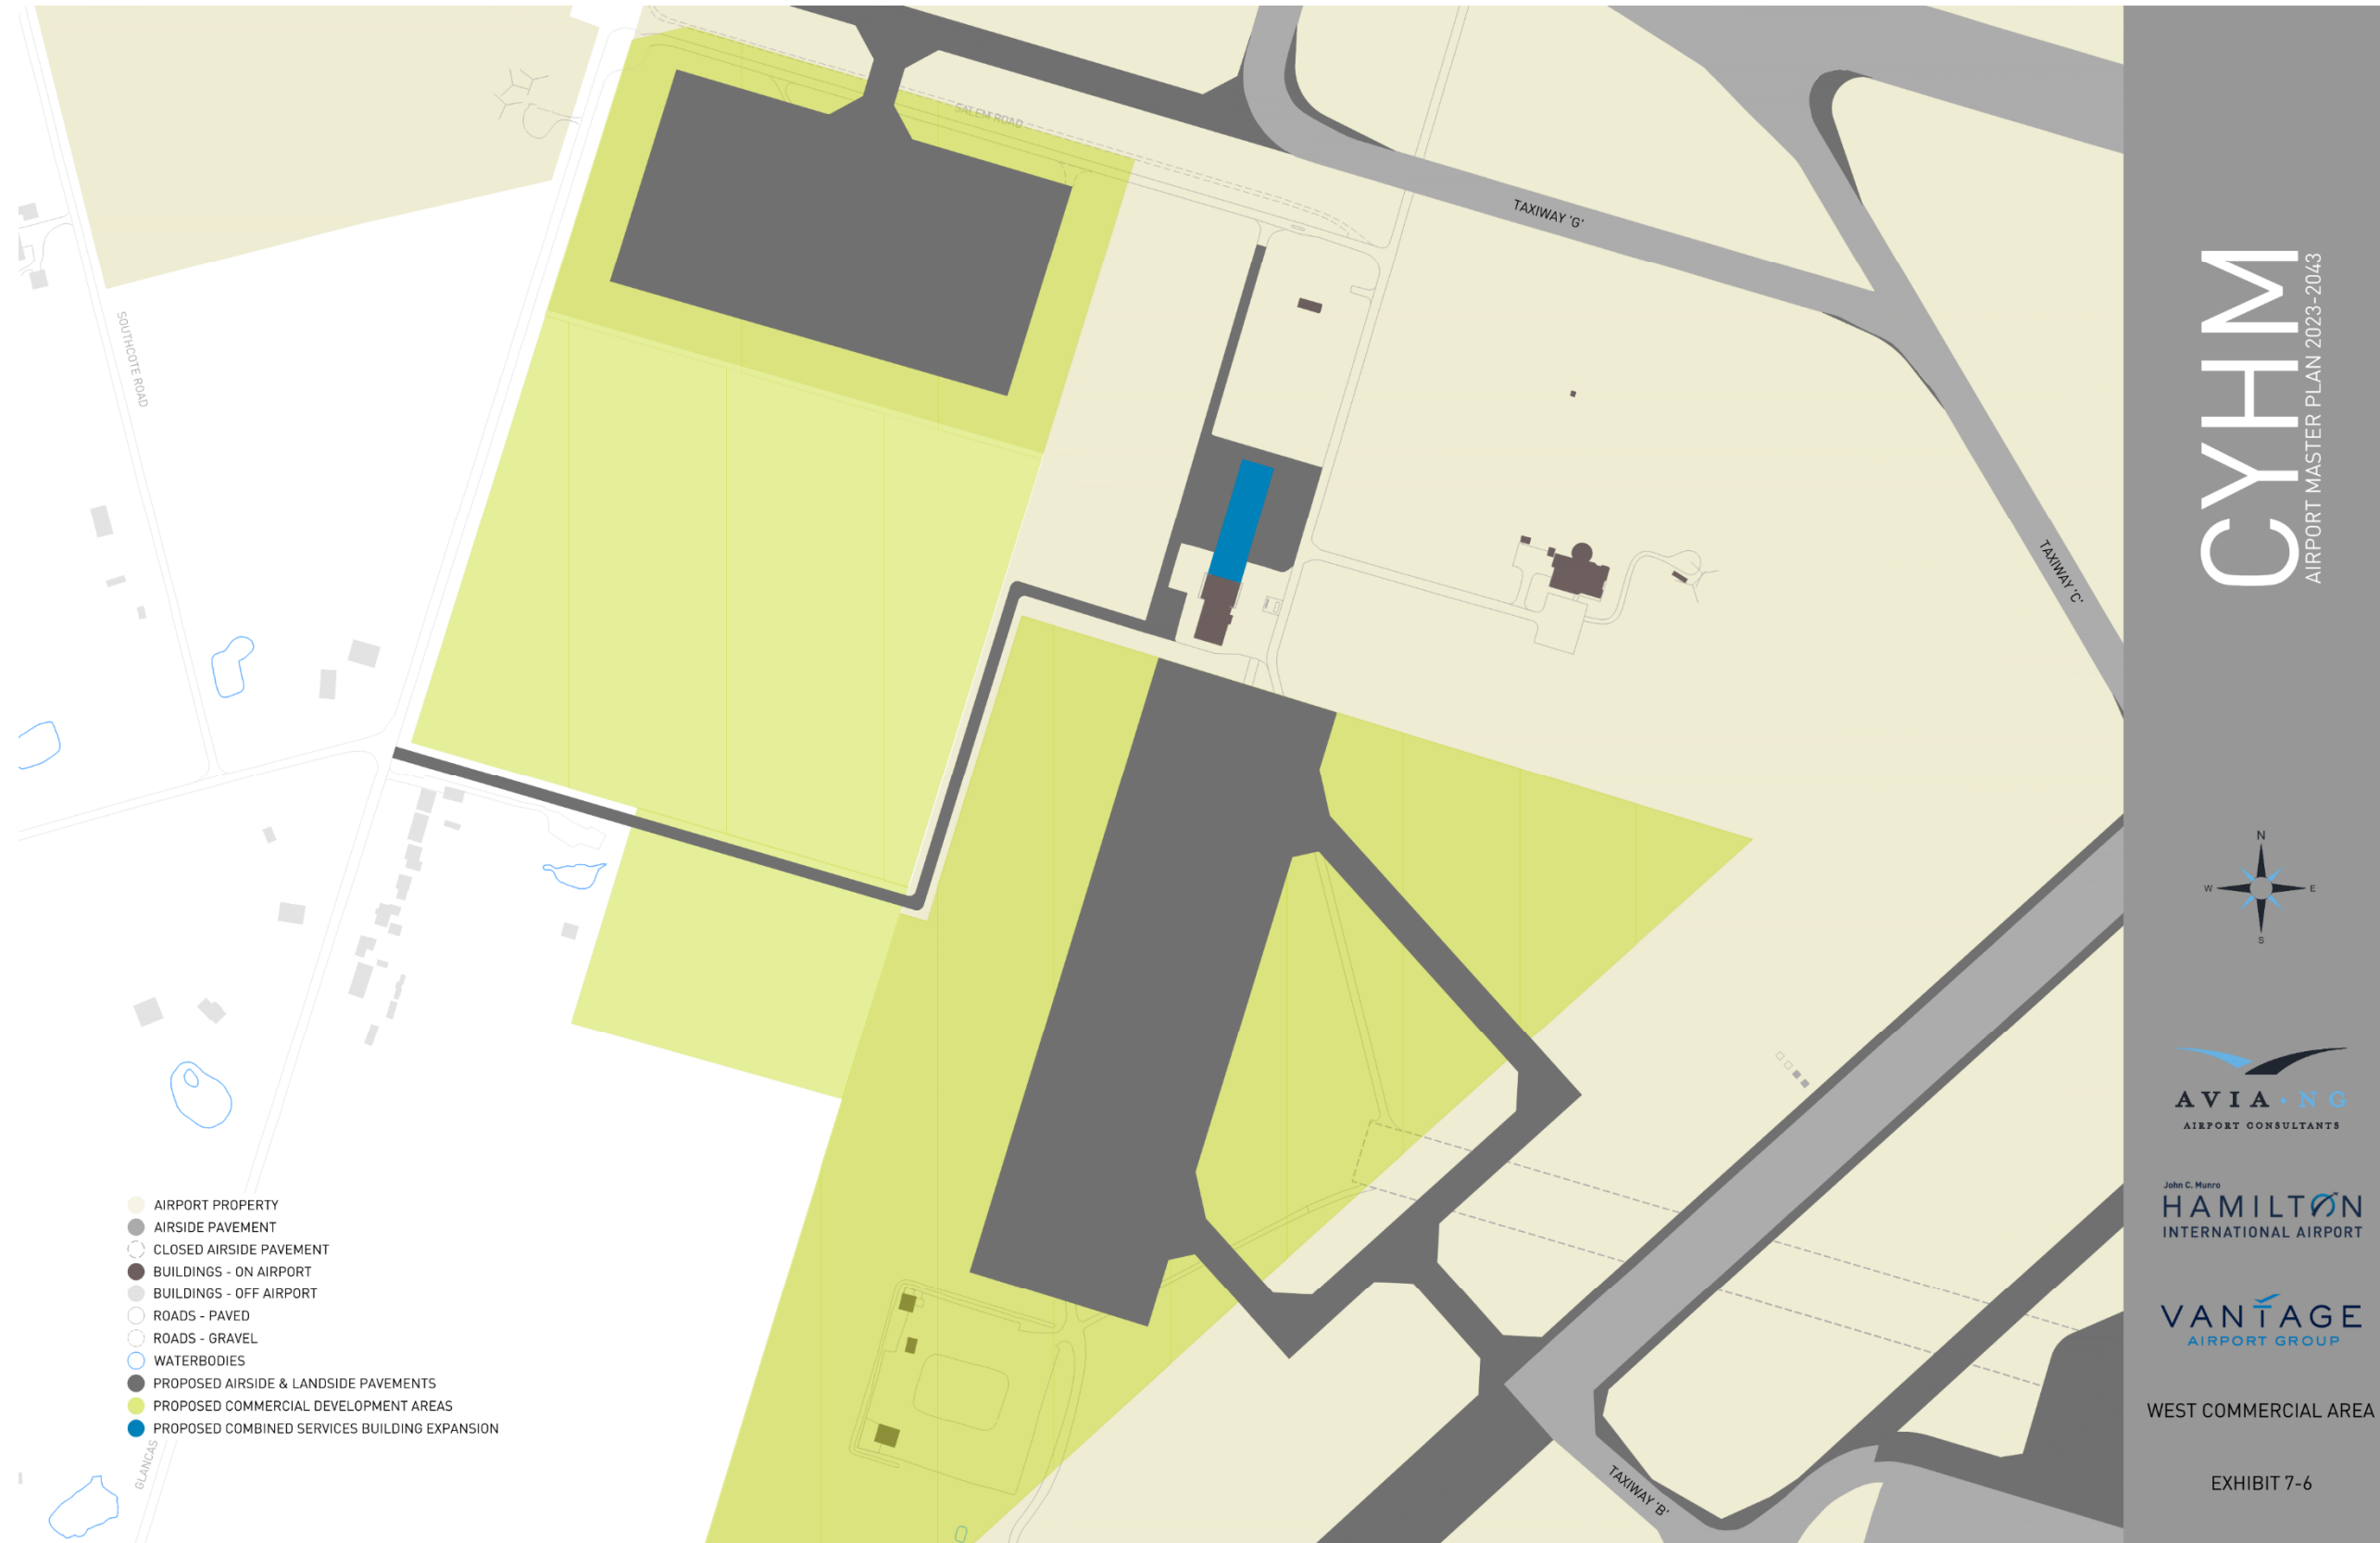 SALEM ROAD
TAXIWAY 'G'
SOUTHCOTE ROAD
TAXIWAY 'C'
AIRPORT PROPERTY
AIRSIDE PAVEMENT
CLOSED AIRSIDE PAVEMENT
BUILDINGS - ON AIRPORT
BUILDINGS - OFF AIRPORT
ROADS - PAVED
ROADS - GRAVEL
WATERBODIES
PROPOSED AIRSIDE & LANDSIDE PAVEMENTS
PROPOSED COMMERCIAL DEVELOPMENT AREAS
PROPOSED COMBINED SERVICES BUILDING EXPANSION
GLANCAS
TAXIWAY 'B'
CYHM
AIRPORT MASTER PLAN 2023-2043
N
W E
S
AVIA NG
AIRPORT CONSULTANTS
John C. Munro
HAMILTON
INTERNATIONAL AIRPORT
VANTAGE
AIRPORT GROUP
WEST COMMERCIAL AREA
EXHIBIT 7-6